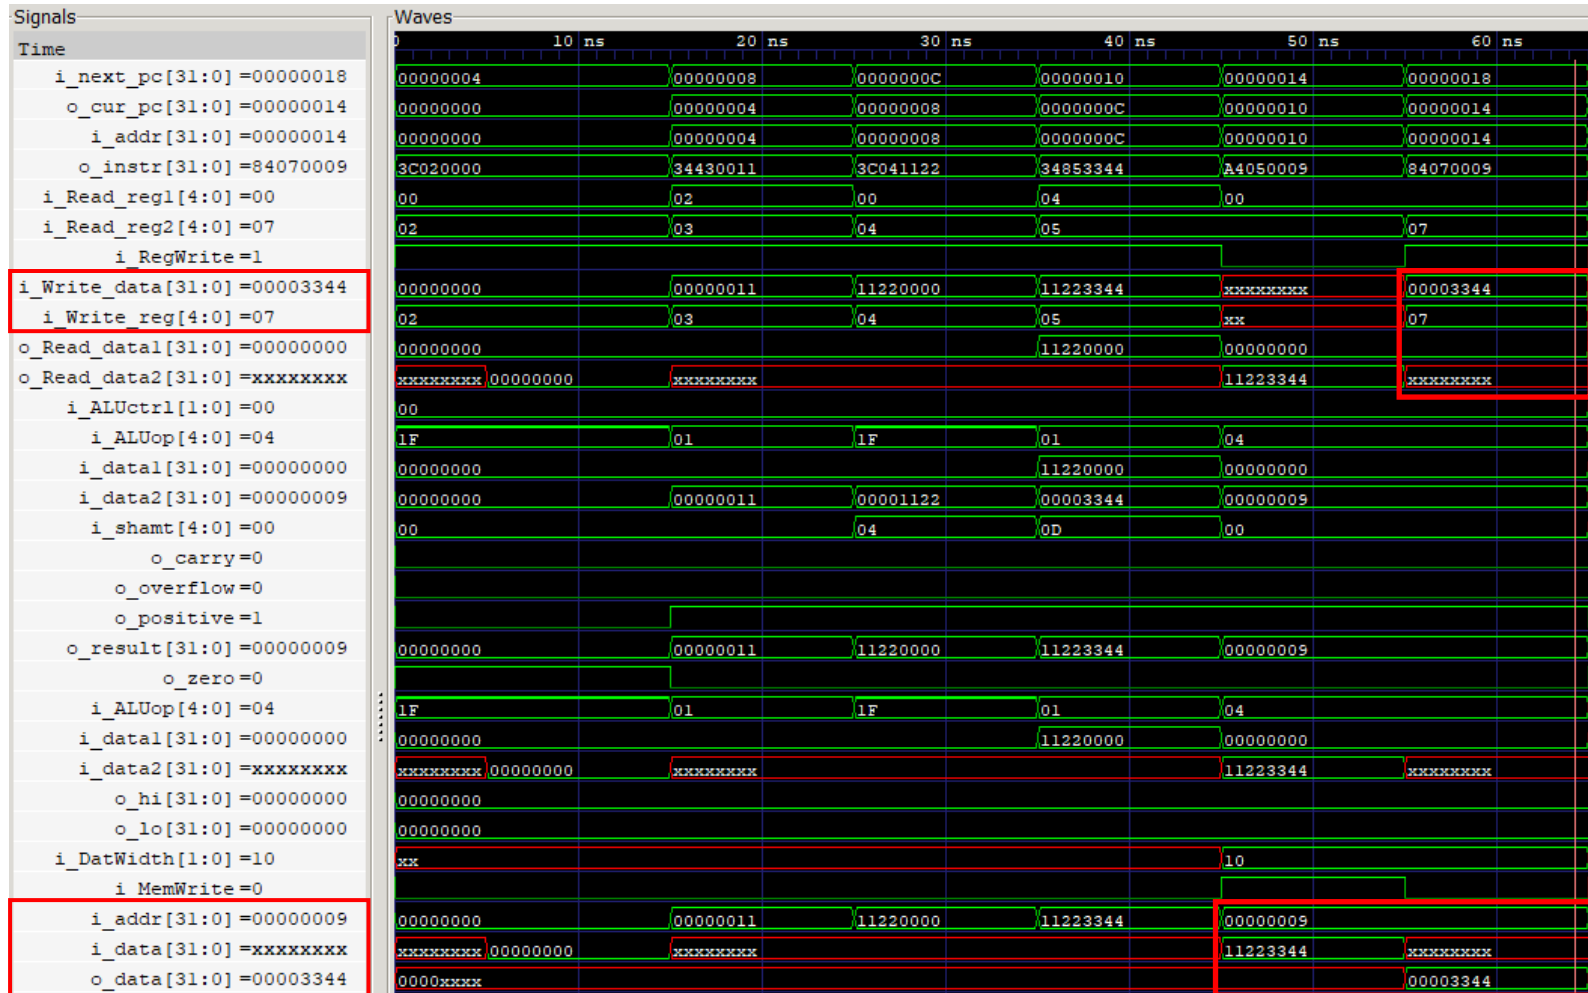 Signals Waves
Time 0 10 ns 20 ns 30 ns 40 ns 50 ns 60 ns
i_next_pc[31:0] =00000018 00000004 00000008 0000000C 00000010 00000014 00000018
o_cur_pc[31:0] =00000014 00000000 00000004 00000008 0000000C 00000010 00000014
i_addr[31:0] =00000014 00000000 00000004 00000008 0000000C 00000010 00000014
o_instr[31:0] =84070009 3C020000 34430011 3C041122 34853344 A4050009 84070009
i_Read_reg1[4:0] =00 00 02 00 04 00
i_Read_reg2[4:0] =07 02 03 04 05 07
i_RegWrite =1
i_Write_data[31:0] =00003344 00000000 00000011 11220000 11223344 xxxxxxxx 00003344
i_Write_reg[4:0] =07 02 03 04 05 xx 07
o_Read_data1[31:0] =00000000 00000000 11220000 00000000
o_Read_data2[31:0] =xxxxxxxx xxxxxxxx 00000000 xxxxxxxx 11223344 xxxxxxxx
i_ALUctrl[1:0] =00 00
i_ALUop[4:0] =04 1F 01 1F 01 04
i_data1[31:0] =00000000 00000000 11220000 00000000
i_data2[31:0] =00000009 00000000 00000011 00001122 00003344 00000009
i_shamt[4:0] =00 00 04 0D 00
o_carry =0
o_overflow =0
o_positive =1
o_result[31:0] =00000009 00000000 00000011 11220000 11223344 00000009
o_zero =0
i_ALUop[4:0] =04 1F 01 1F 01 04
i_data1[31:0] =00000000 00000000 11220000 00000000
i_data2[31:0] =xxxxxxxx xxxxxxxx 00000000 xxxxxxxx 11223344 xxxxxxxx
o_hi[31:0] =00000000 00000000
o_lo[31:0] =00000000 00000000
i_DatWidth[1:0] =10 xx 10
i_MemWrite =0
i_addr[31:0] =00000009 00000000 00000011 11220000 11223344 00000009
i_data[31:0] =xxxxxxxx xxxxxxxx 00000000 xxxxxxxx 11223344 xxxxxxxx
o_data[31:0] =00003344 0000xxxx 00003344